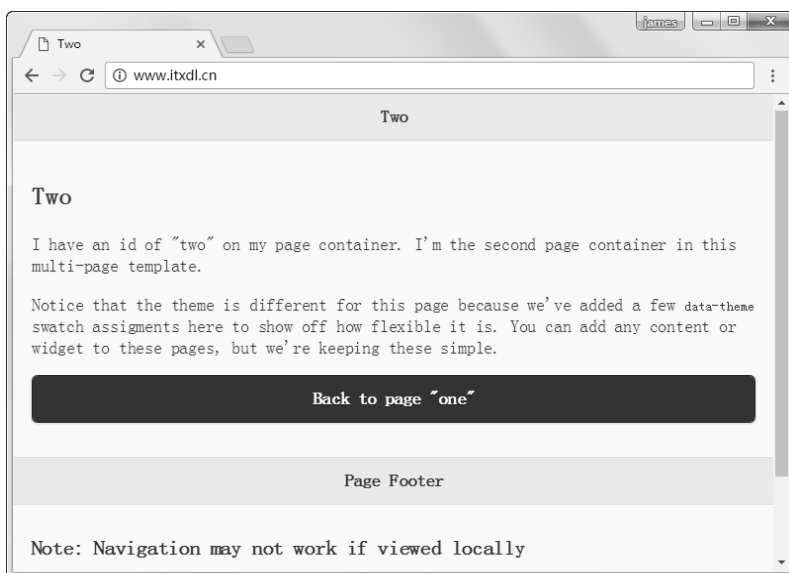 james
Two
www.itxdl.cn
Two
Two
I have an id of "two" on my page container. I'm the second page container in this
multi-page template.
Notice that the theme is different for this page because we've added a few data-theme
swatch assigments here to show off how flexible it is. You can add any content or
widget to these pages, but we're keeping these simple.
Back to page "one"
Page Footer
Note: Navigation may not work if viewed locally